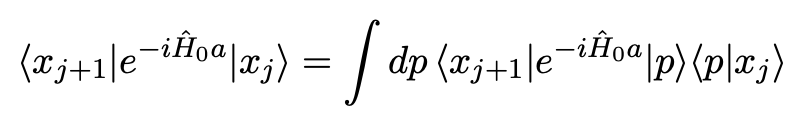 ⟨x_{j+1}|e^{-iĤ_0 a}|x_j⟩ = ∫ dp ⟨x_{j+1}|e^{-iĤ_0 a}|p⟩⟨p|x_j⟩